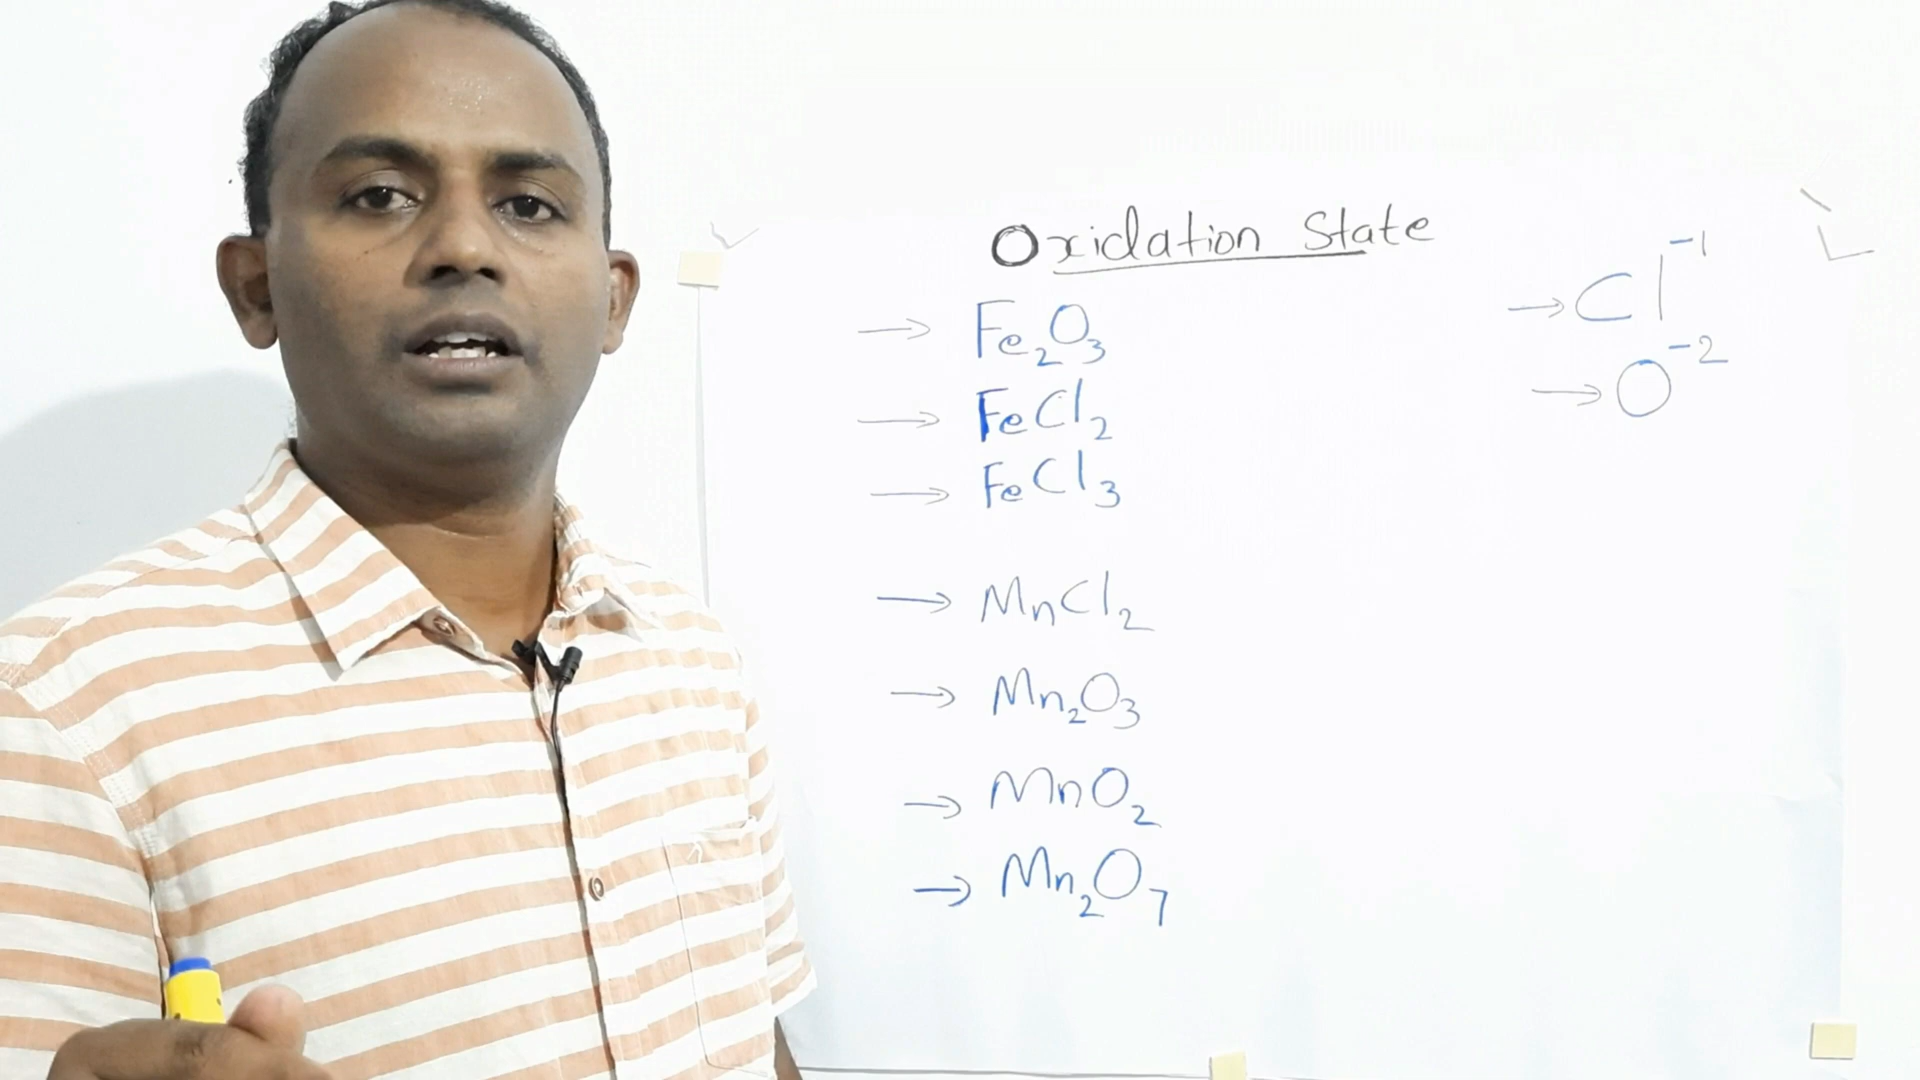 Oxidation State
→ Fe₂O₃
→ FeCl₂
→ FeCl₃
→ MnCl₂
→ Mn₂O₃
→ MnO₂
→ Mn₂O₇
→ Cl⁻¹
→ O⁻²